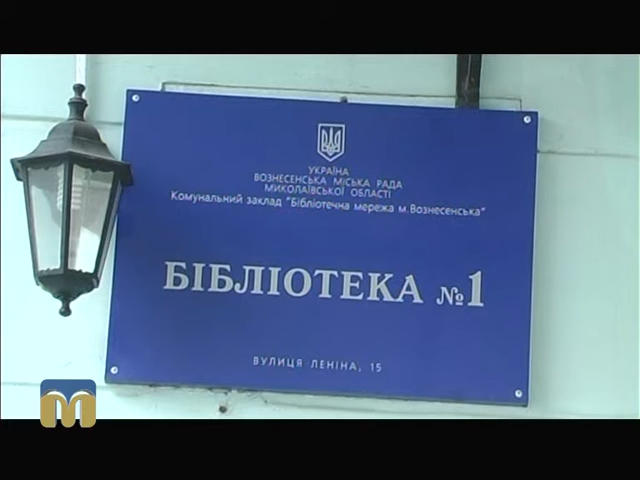 УКРАЇНА
ВОЗНЕСЕНСЬКА МІСЬКА РАДА
МИКОЛАЇВСЬКОЇ ОБЛАСТІ
Комунальний заклад "Бібліотечна мережа м.Вознесенська"
БІБЛІОТЕКА №1
ВУЛИЦЯ ЛЕНІНА, 15
М